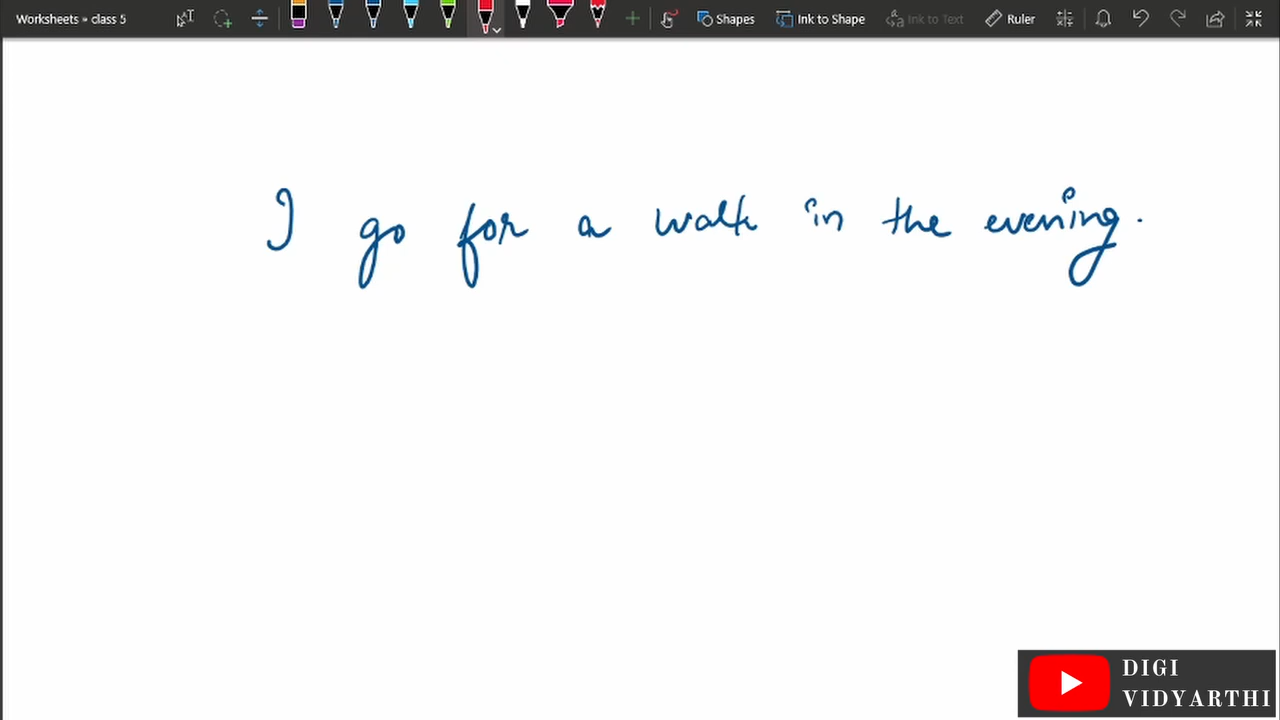 Worksheets » class 5 Shapes Ink to Shape Ink to Text Ruler
I go for a walk in the evening.
DIGI
VIDYARTHI